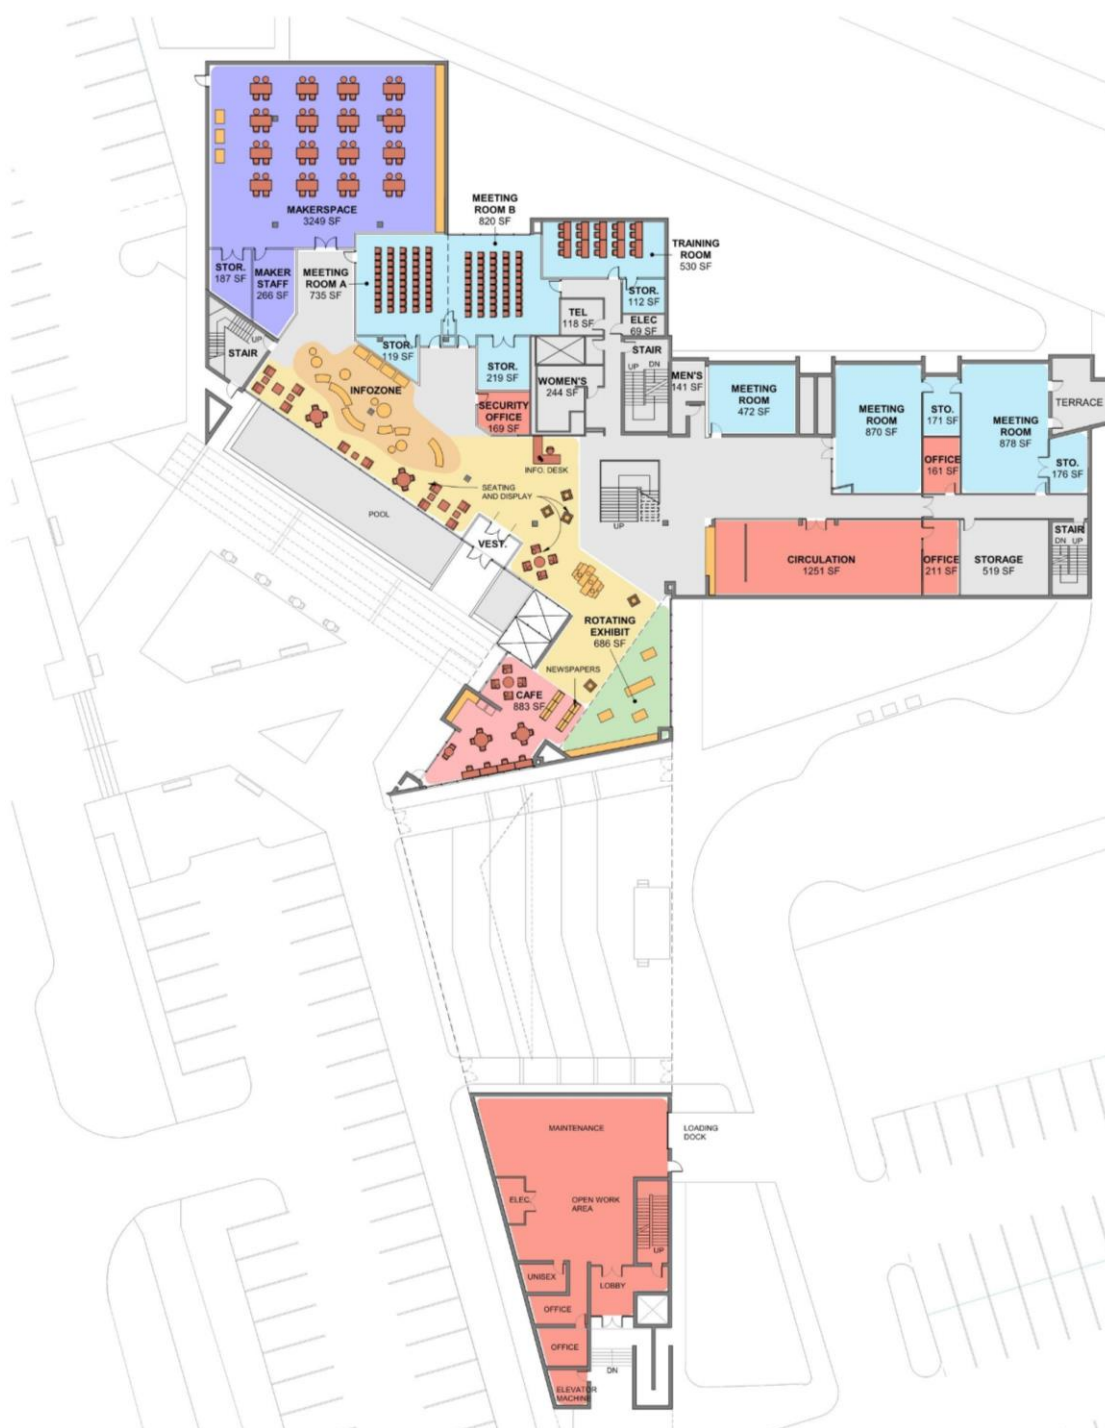 MAKERSPACE
3249 SF
STOR.
187 SF
MAKER
STAFF
266 SF
MEETING
ROOM A
735 SF
MEETING
ROOM B
820 SF
TRAINING
ROOM
530 SF
STOR.
112 SF
TEL
118 SF
ELEC
69 SF
STAIR
UP
STOR.
119 SF
STOR.
219 SF
STAIR
UP
DN
WOMEN'S
244 SF
MEN'S
141 SF
MEETING
ROOM
472 SF
MEETING
ROOM
870 SF
STO.
171 SF
MEETING
ROOM
878 SF
TERRACE
STO.
176 SF
OFFICE
161 SF
INFOZONE
SECURITY
OFFICE
169 SF
INFO. DESK
SEATING
AND DISPLAY
POOL
VEST.
UP
CIRCULATION
1251 SF
OFFICE
211 SF
STORAGE
519 SF
STAIR
DN UP
ROTATING
EXHIBIT
686 SF
NEWSPAPERS
CAFE
883 SF
MAINTENANCE
LOADING
DOCK
ELEC.
OPEN WORK
AREA
UP
UNISEX
LOBBY
OFFICE
OFFICE
DN
ELEVATOR
MACHINE